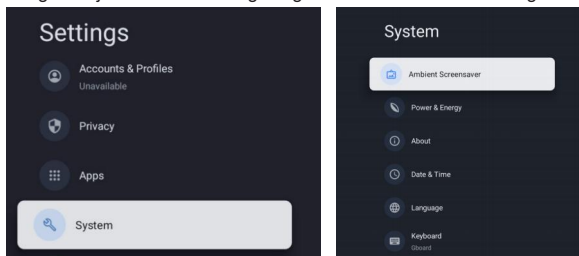 Settings
Accounts & Profiles
Unavailable
Privacy
Apps
System
System
Ambient Screensaver
Power & Energy
About
Date & Time
Language
Keyboard
Gboard